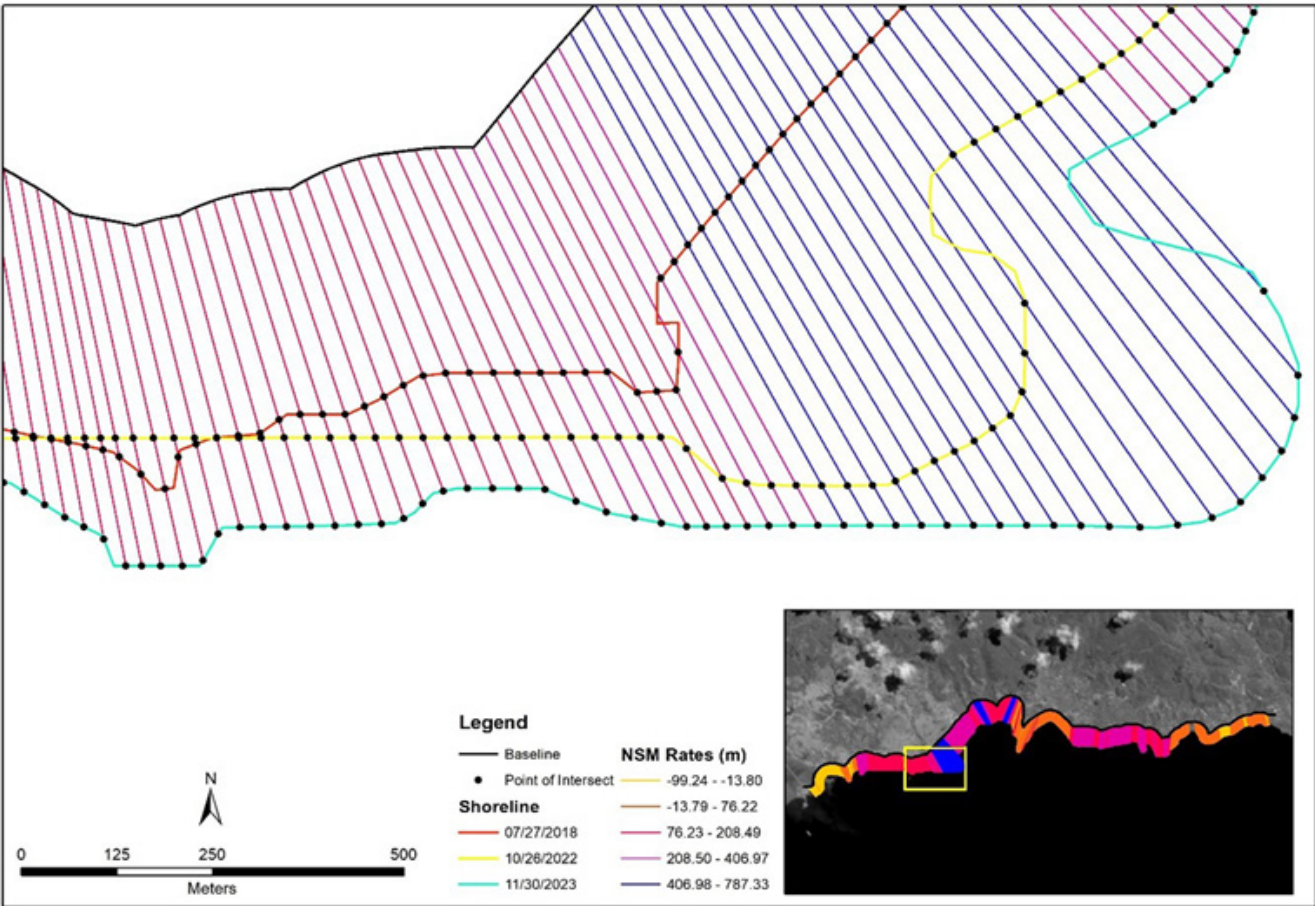 Legend
Baseline
Point of Intersect
Shoreline
07/27/2018
10/26/2022
11/30/2023
NSM Rates (m)
-99.24 - -13.80
-13.79 - 76.22
76.23 - 208.49
208.50 - 406.97
406.98 - 787.33
N
0 125 250 500
Meters